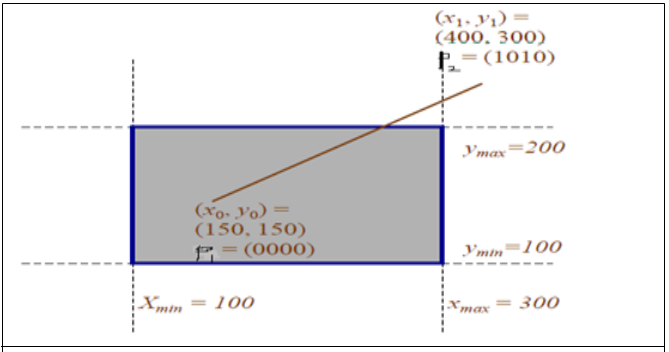 (x₁, y₁) =
(400, 300)
= (1010)
yₘₐₓ=200
(x₀, y₀) =
(150, 150)
= (0000)
yₘᵢₙ=100
Xₘᵢₙ = 100
xₘₐₓ = 300